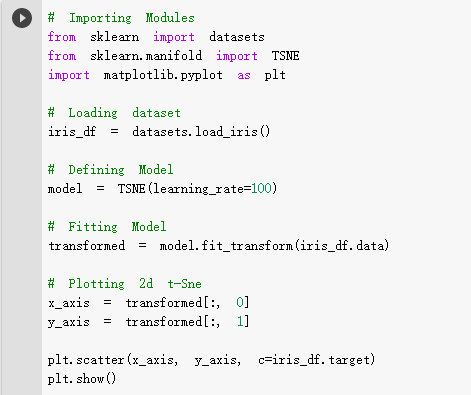 # Importing Modules
from sklearn import datasets
from sklearn.manifold import TSNE
import matplotlib.pyplot as plt
# Loading dataset
iris_df = datasets.load_iris()
# Defining Model
model = TSNE(learning_rate=100)
# Fitting Model
transformed = model.fit_transform(iris_df.data)
# Plotting 2d t-Sne
x_axis = transformed[:, 0]
y_axis = transformed[:, 1]
plt.scatter(x_axis, y_axis, c=iris_df.target)
plt.show()